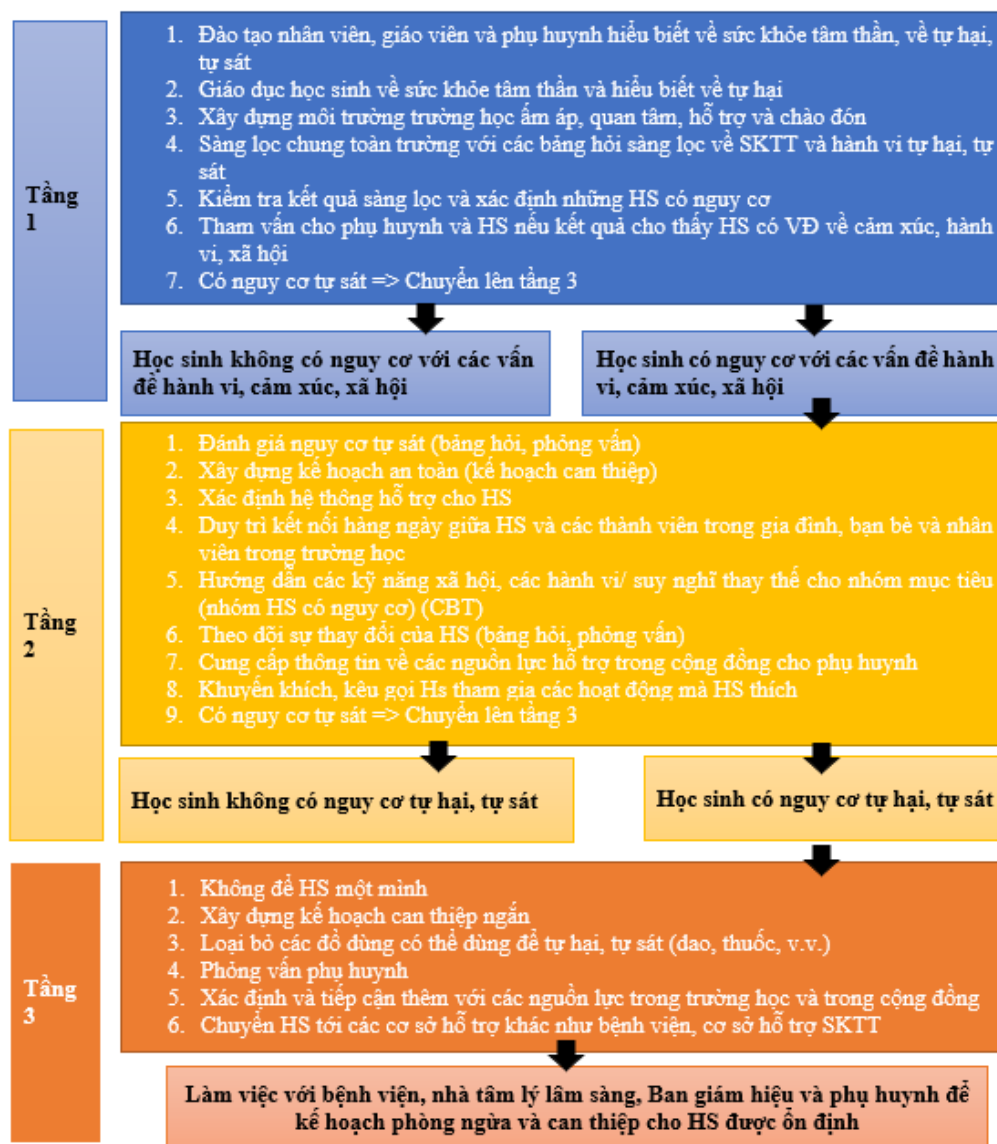 Tầng
1
1. Đào tạo nhân viên, giáo viên và phụ huynh hiểu biết về sức khỏe tâm thần, về tự hại,
tự sát
2. Giáo dục học sinh về sức khỏe tâm thần và hiểu biết về tự hại
3. Xây dựng môi trường trường học ấm áp, quan tâm, hỗ trợ và chào đón
4. Sàng lọc chung toàn trường với các bảng hỏi sàng lọc về SKTT và hành vi tự hại, tự
sát
5. Kiểm tra kết quả sàng lọc và xác định những HS có nguy cơ
6. Tham vấn cho phụ huynh và HS nếu kết quả cho thấy HS có VĐ về cảm xúc, hành
vi, xã hội
7. Có nguy cơ tự sát => Chuyển lên tầng 3
Học sinh không có nguy cơ với các vấn
đề hành vi, cảm xúc, xã hội
Học sinh có nguy cơ với các vấn đề hành
vi, cảm xúc, xã hội
Tầng
2
1. Đánh giá nguy cơ tự sát (bảng hỏi, phỏng vấn)
2. Xây dựng kế hoạch an toàn (kế hoạch can thiệp)
3. Xác định hệ thống hỗ trợ cho HS
4. Duy trì kết nối hàng ngày giữa HS và các thành viên trong gia đình, bạn bè và nhân
viên trong trường học
5. Hướng dẫn các kỹ năng xã hội, các hành vi/ suy nghĩ thay thế cho nhóm mục tiêu
(nhóm HS có nguy cơ) (CBT)
6. Theo dõi sự thay đổi của HS (bảng hỏi, phỏng vấn)
7. Cung cấp thông tin về các nguồn lực hỗ trợ trong cộng đồng cho phụ huynh
8. Khuyến khích, kêu gọi Hs tham gia các hoạt động mà HS thích
9. Có nguy cơ tự sát => Chuyển lên tầng 3
Học sinh không có nguy cơ tự hại, tự sát
Học sinh có nguy cơ tự hại, tự sát
Tầng
3
1. Không để HS một mình
2. Xây dựng kế hoạch can thiệp ngắn
3. Loại bỏ các đồ dùng có thể dùng để tự hại, tự sát (dao, thuốc, v.v.)
4. Phỏng vấn phụ huynh
5. Xác định và tiếp cận thêm với các nguồn lực trong trường học và trong cộng đồng
6. Chuyển HS tới các cơ sở hỗ trợ khác như bệnh viện, cơ sở hỗ trợ SKTT
Làm việc với bệnh viện, nhà tâm lý lâm sàng, Ban giám hiệu và phụ huynh để
kế hoạch phòng ngừa và can thiệp cho HS được ổn định